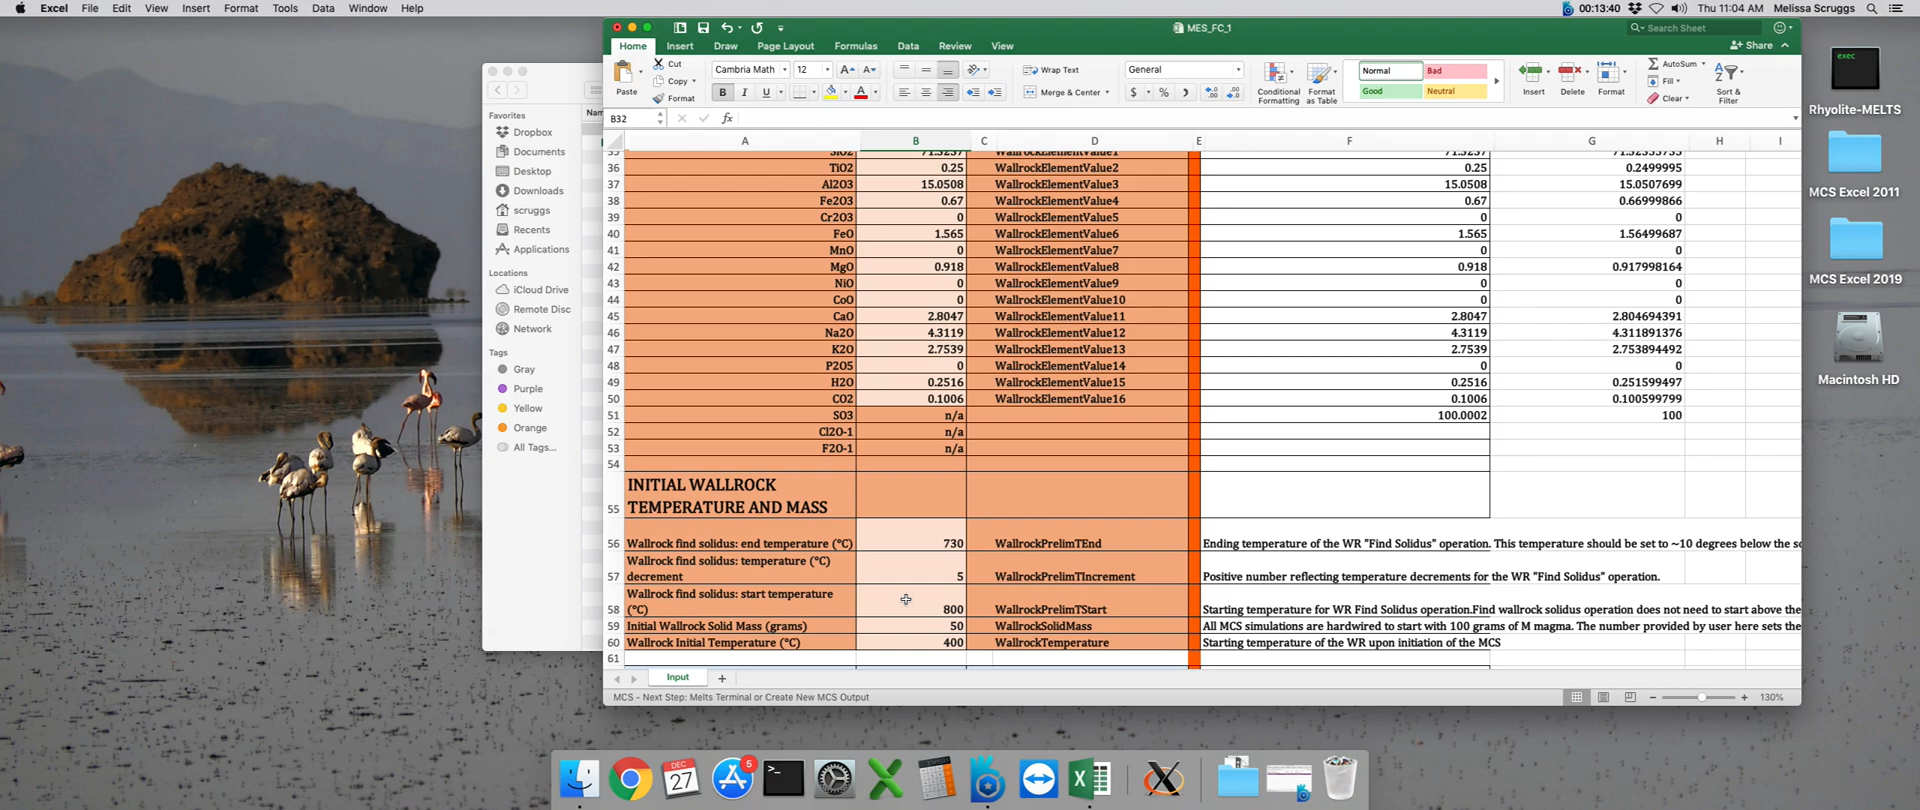 Excel File Edit View Insert Format Tools Data Window Help
00:13:40 Thu 11:04 AM Melissa Scruggs
MES_FC_1
Search Sheet
Home Insert Draw Page Layout Formulas Data Review View
Share
Paste
Cut
Copy
Format
Cambria Math 12
B I U
Wrap Text
Merge & Center
General
$ %
Conditional Formatting
Format as Table
Normal Bad
Good Neutral
Insert Delete Format
AutoSum
Fill
Clear
Sort & Filter
B32 fx
A B C D E F G H I
36 TiO2 0.25 WallrockElementValue2 0.25 0.2499995
37 Al2O3 15.0508 WallrockElementValue3 15.0508 15.0507699
38 Fe2O3 0.67 WallrockElementValue4 0.67 0.66999866
39 Cr2O3 0 WallrockElementValue5 0 0
40 FeO 1.565 WallrockElementValue6 1.565 1.56499687
41 MnO 0 WallrockElementValue7 0 0
42 MgO 0.918 WallrockElementValue8 0.918 0.917998164
43 NiO 0 WallrockElementValue9 0 0
44 CoO 0 WallrockElementValue10 0 0
45 CaO 2.8047 WallrockElementValue11 2.8047 2.804694391
46 Na2O 4.3119 WallrockElementValue12 4.3119 4.311891376
47 K2O 2.7539 WallrockElementValue13 2.7539 2.753894492
48 P2O5 0 WallrockElementValue14 0 0
49 H2O 0.2516 WallrockElementValue15 0.2516 0.251599497
50 CO2 0.1006 WallrockElementValue16 0.1006 0.100599799
51 SO3 n/a 100.0002 100
52 Cl2O-1 n/a
53 F2O-1 n/a
54
INITIAL WALLROCK
55 TEMPERATURE AND MASS
56 Wallrock find solidus: end temperature (°C) 730 WallrockPrelimTEnd Ending temperature of the WR "Find Solidus" operation. This temperature should be set to ~10 degrees below the so
Wallrock find solidus: temperature (°C)
57 decrement 5 WallrockPrelimTIncrement Positive number reflecting temperature decrements for the WR "Find Solidus" operation.
Wallrock find solidus: start temperature
58 (°C) 800 WallrockPrelimTStart Starting temperature for WR Find Solidus operation.Find wallrock solidus operation does not need to start above the
59 Initial Wallrock Solid Mass (grams) 50 WallrockSolidMass All MCS simulations are hardwired to start with 100 grams of M magma. The number provided by user here sets the
60 Wallrock Initial Temperature (°C) 400 WallrockTemperature Starting temperature of the WR upon initiation of the MCS
61
Input
MCS - Next Step: Melts Terminal or Create New MCS Output
130%
Favorites
Dropbox
Documents
Desktop
Downloads
scruggs
Recents
Applications
Locations
iCloud Drive
Remote Disc
Network
Tags
Gray
Purple
Yellow
Orange
All Tags...
exec
Rhyolite-MELTS
MCS Excel 2011
MCS Excel 2019
Macintosh HD
DEC
27
5